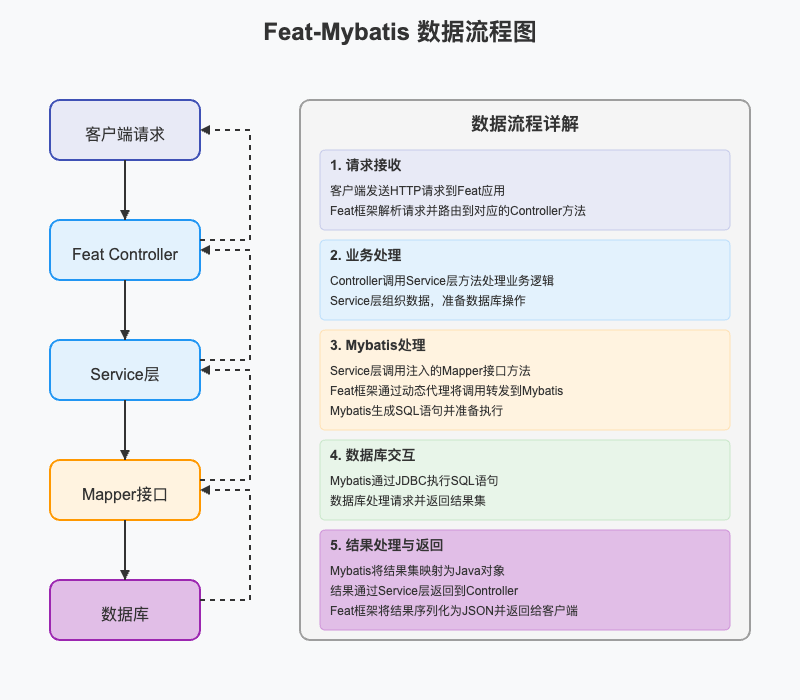 Feat-Mybatis 数据流程图
客户端请求
Feat Controller
Service层
Mapper接口
数据库
数据流程详解
1. 请求接收
客户端发送HTTP请求到Feat应用
Feat框架解析请求并路由到对应的Controller方法
2. 业务处理
Controller调用Service层方法处理业务逻辑
Service层组织数据，准备数据库操作
3. Mybatis处理
Service层调用注入的Mapper接口方法
Feat框架通过动态代理将调用转发到Mybatis
Mybatis生成SQL语句并准备执行
4. 数据库交互
Mybatis通过JDBC执行SQL语句
数据库处理请求并返回结果集
5. 结果处理与返回
Mybatis将结果集映射为Java对象
结果通过Service层返回到Controller
Feat框架将结果序列化为JSON并返回给客户端